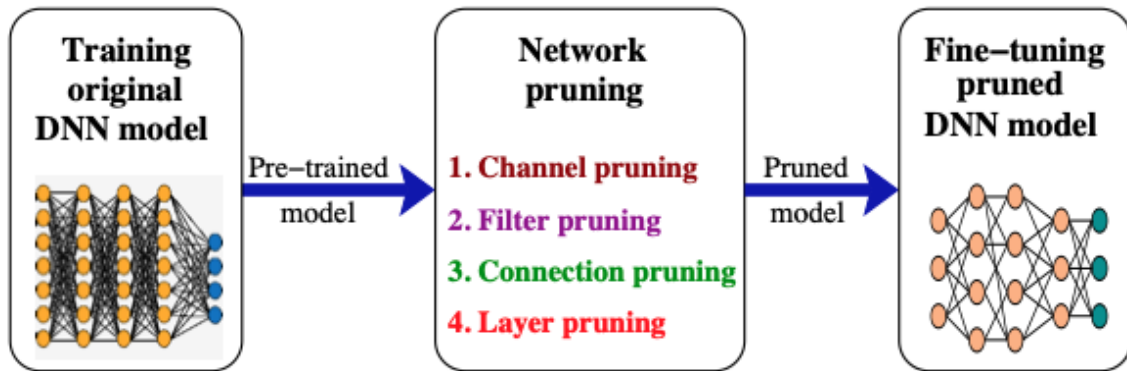 Training
original
DNN model
Pre-trained
model
Network
pruning
1. Channel pruning
2. Filter pruning
3. Connection pruning
4. Layer pruning
Pruned
model
Fine-tuning
pruned
DNN model